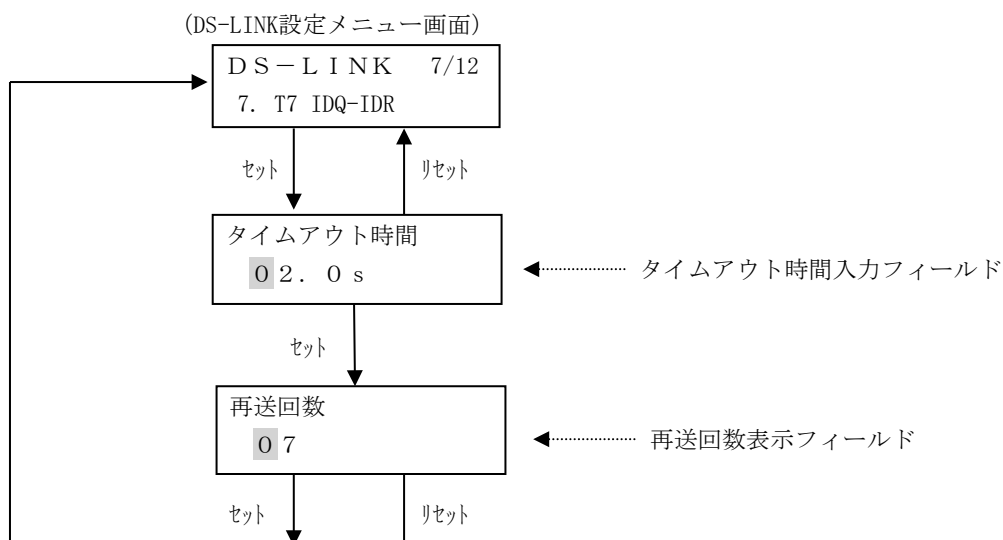 (DS-LINK設定メニュー画面)
DS-LINK 7/12
7. T7 IDQ-IDR
セット リセット
タイムアウト時間
02.0s
タイムアウト時間入力フィールド
セット
再送回数
07
再送回数表示フィールド
セット リセット